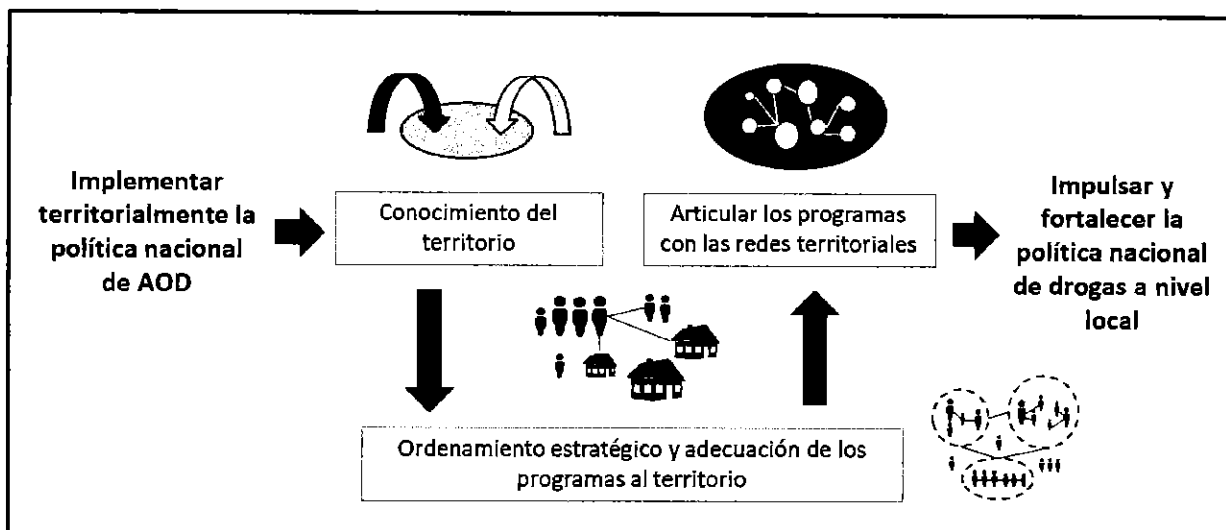 Implementar
territorialmente la
política nacional
de AOD
Conocimiento del
territorio
Articular los programas
con las redes territoriales
Impulsar y
fortalecer la
política nacional
de drogas a nivel
local
Ordenamiento estratégico y adecuación de los
programas al territorio